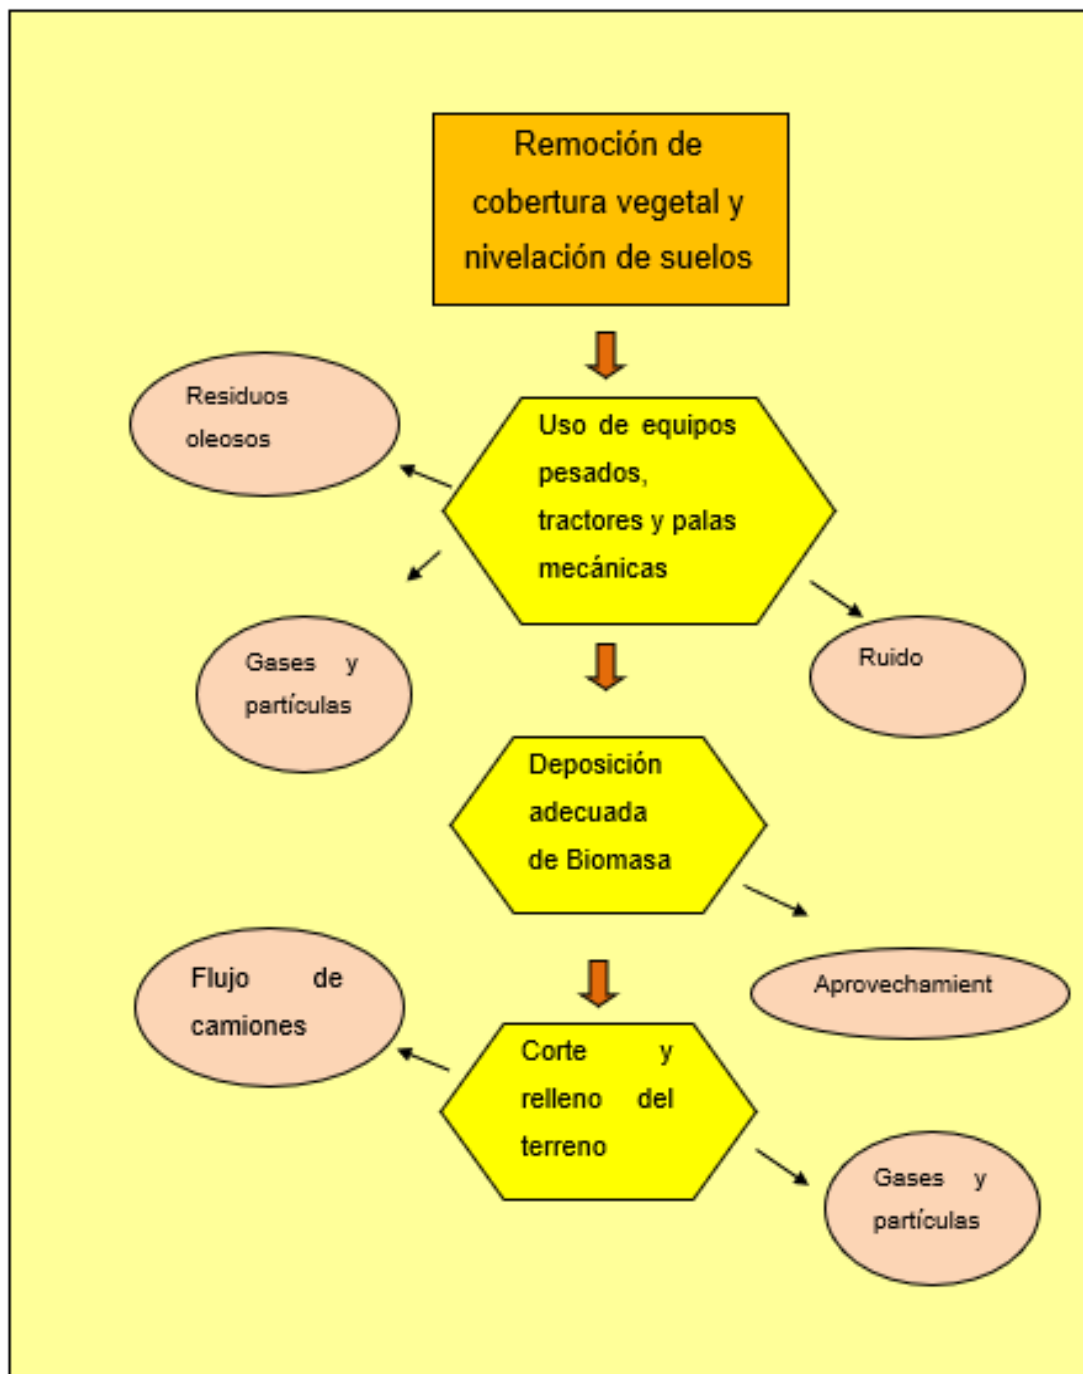 Remoción de
cobertura vegetal y
nivelación de suelos
Residuos
oleosos
Uso de equipos
pesados,
tractores y palas
mecánicas
Gases y
partículas
Ruido
Deposición
adecuada
de Biomasa
Aprovechamient
Flujo de
camiones
Corte y
relleno del
terreno
Gases y
partículas